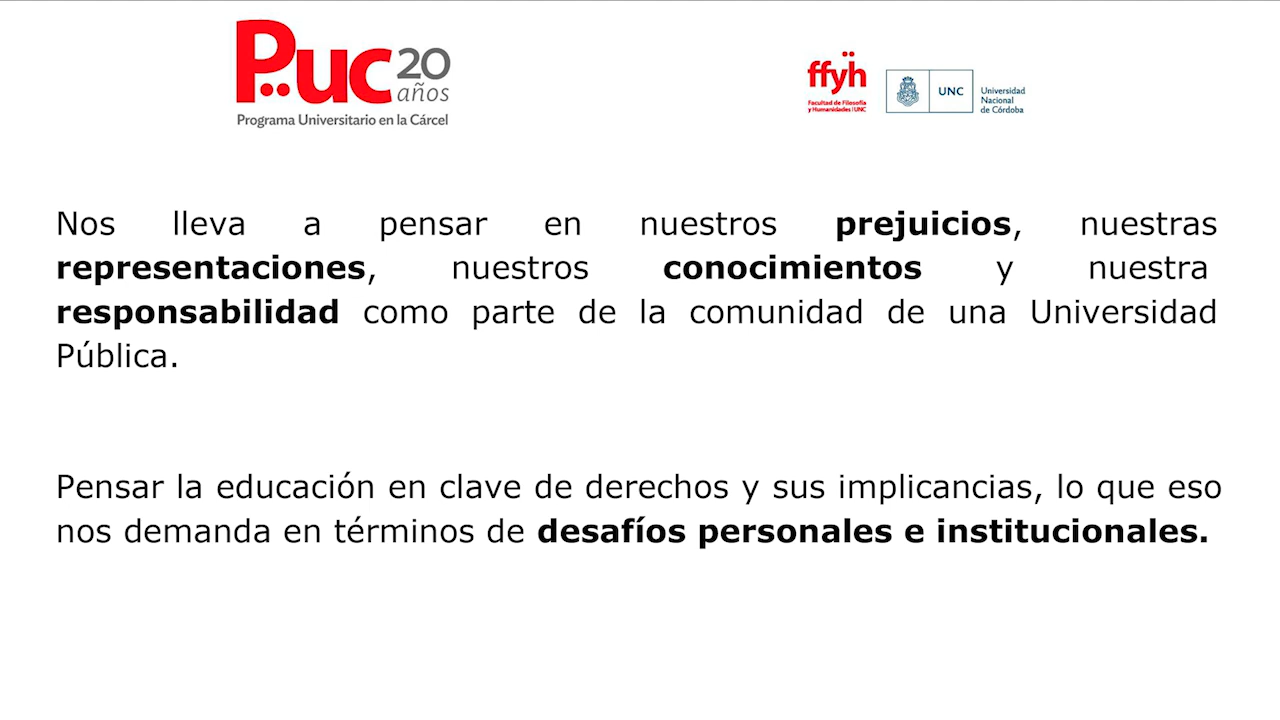 PUC 20 años
Programa Universitario en la Cárcel
ffyh
Facultad de Filosofía
y Humanidades | UNC
UNC
Universidad
Nacional
de Córdoba
Nos lleva a pensar en nuestros prejuicios, nuestras
representaciones, nuestros conocimientos y nuestra
responsabilidad como parte de la comunidad de una Universidad
Pública.
Pensar la educación en clave de derechos y sus implicancias, lo que eso
nos demanda en términos de desafíos personales e institucionales.